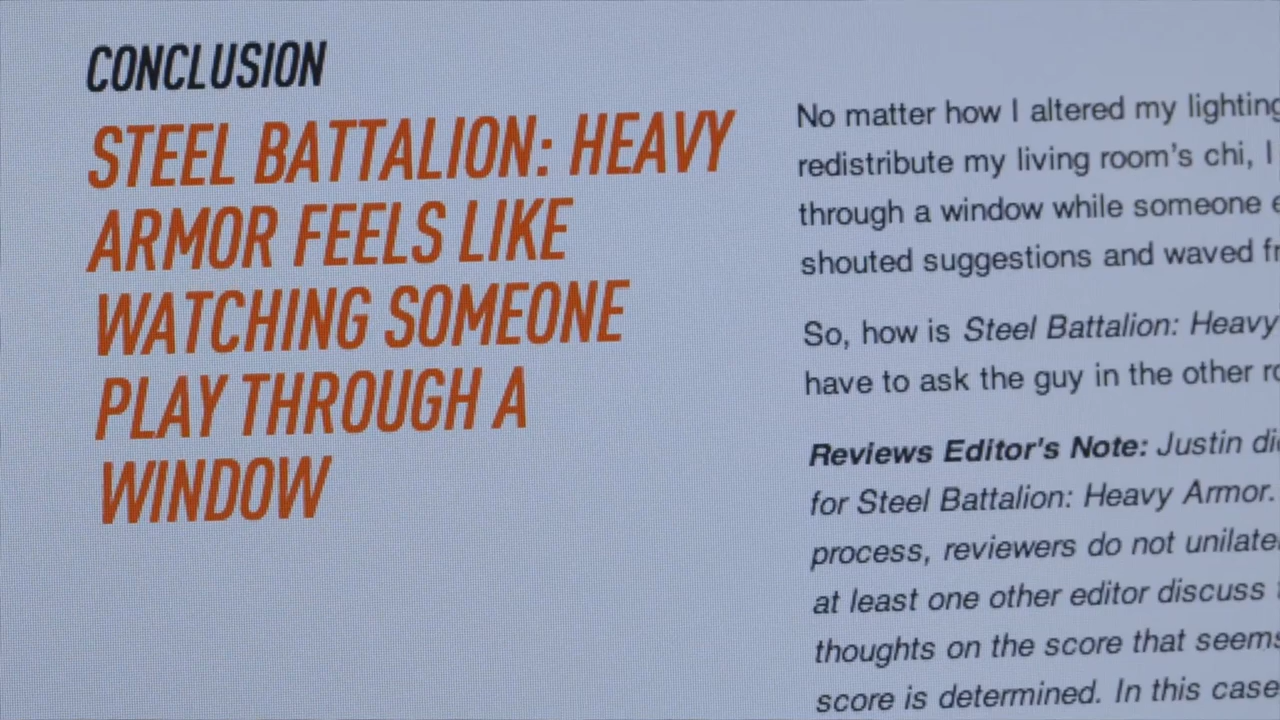 CONCLUSION
STEEL BATTALION: HEAVY
ARMOR FEELS LIKE
WATCHING SOMEONE
PLAY THROUGH A
WINDOW
No matter how I altered my lighting
redistribute my living room's chi, I
through a window while someone
shouted suggestions and waved
So, how is Steel Battalion: Heavy
have to ask the guy in the other
Reviews Editor's Note: Justin
for Steel Battalion: Heavy Armor.
process, reviewers do not
at least one other editor discuss
thoughts on the score that seems
score is determined. In this case